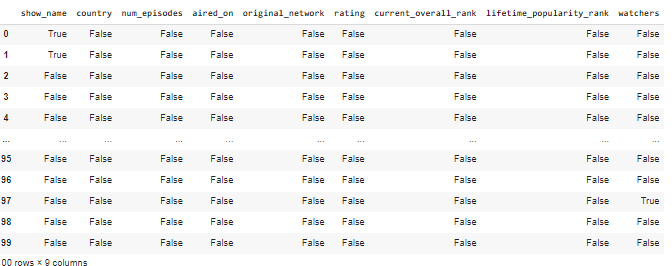 show_name country num_episodes aired_on original_network rating current_overall_rank lifetime_popularity_rank watchers
0 True False False False False False False False False
1 True False False False False False False False False
2 False False False False False False False False False
3 False False False False False False False False False
4 False False False False False False False False False
... ... ... ... ... ... ... ... ... ...
95 False False False False False False False False False
96 False False False False False False False False False
97 False False False False False False False False True
98 False False False False False False False False False
99 False False False False False False False False False
00 rows × 9 columns